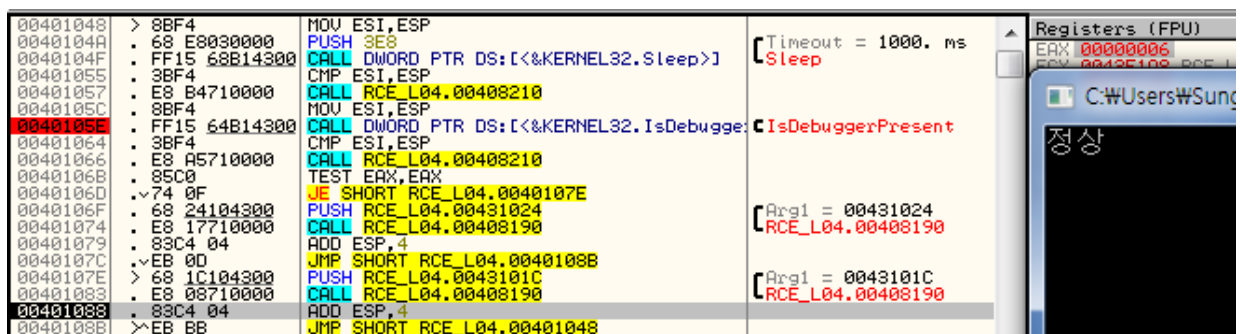 00401048 > 8BF4 MOV ESI,ESP
0040104A . 68 E8030000 PUSH 3E8 Timeout = 1000. ms
0040104F . FF15 68B14300 CALL DWORD PTR DS:[<&KERNEL32.Sleep>] Sleep
00401055 . 3BF4 CMP ESI,ESP
00401057 . E8 B4710000 CALL RCE_L04.00408210
0040105C . 8BF4 MOV ESI,ESP
0040105E . FF15 64B14300 CALL DWORD PTR DS:[<&KERNEL32.IsDebugge: IsDebuggerPresent
00401064 . 3BF4 CMP ESI,ESP
00401066 . E8 A5710000 CALL RCE_L04.00408210
0040106B . 85C0 TEST EAX,EAX
0040106D .v74 0F JE SHORT RCE_L04.0040107E
0040106F . 68 24104300 PUSH RCE_L04.00431024 Arg1 = 00431024
00401074 . E8 17710000 CALL RCE_L04.00408190 RCE_L04.00408190
00401079 . 83C4 04 ADD ESP,4
0040107C .vEB 0D JMP SHORT RCE_L04.0040108B
0040107E > 68 1C104300 PUSH RCE_L04.0043101C Arg1 = 0043101C
00401083 . E8 08710000 CALL RCE_L04.00408190 RCE_L04.00408190
00401088 . 83C4 04 ADD ESP,4
0040108B >^EB BB JMP SHORT RCE_L04.00401048
Registers (FPU)
EAX 00000006
C:₩Users₩Sung
정상